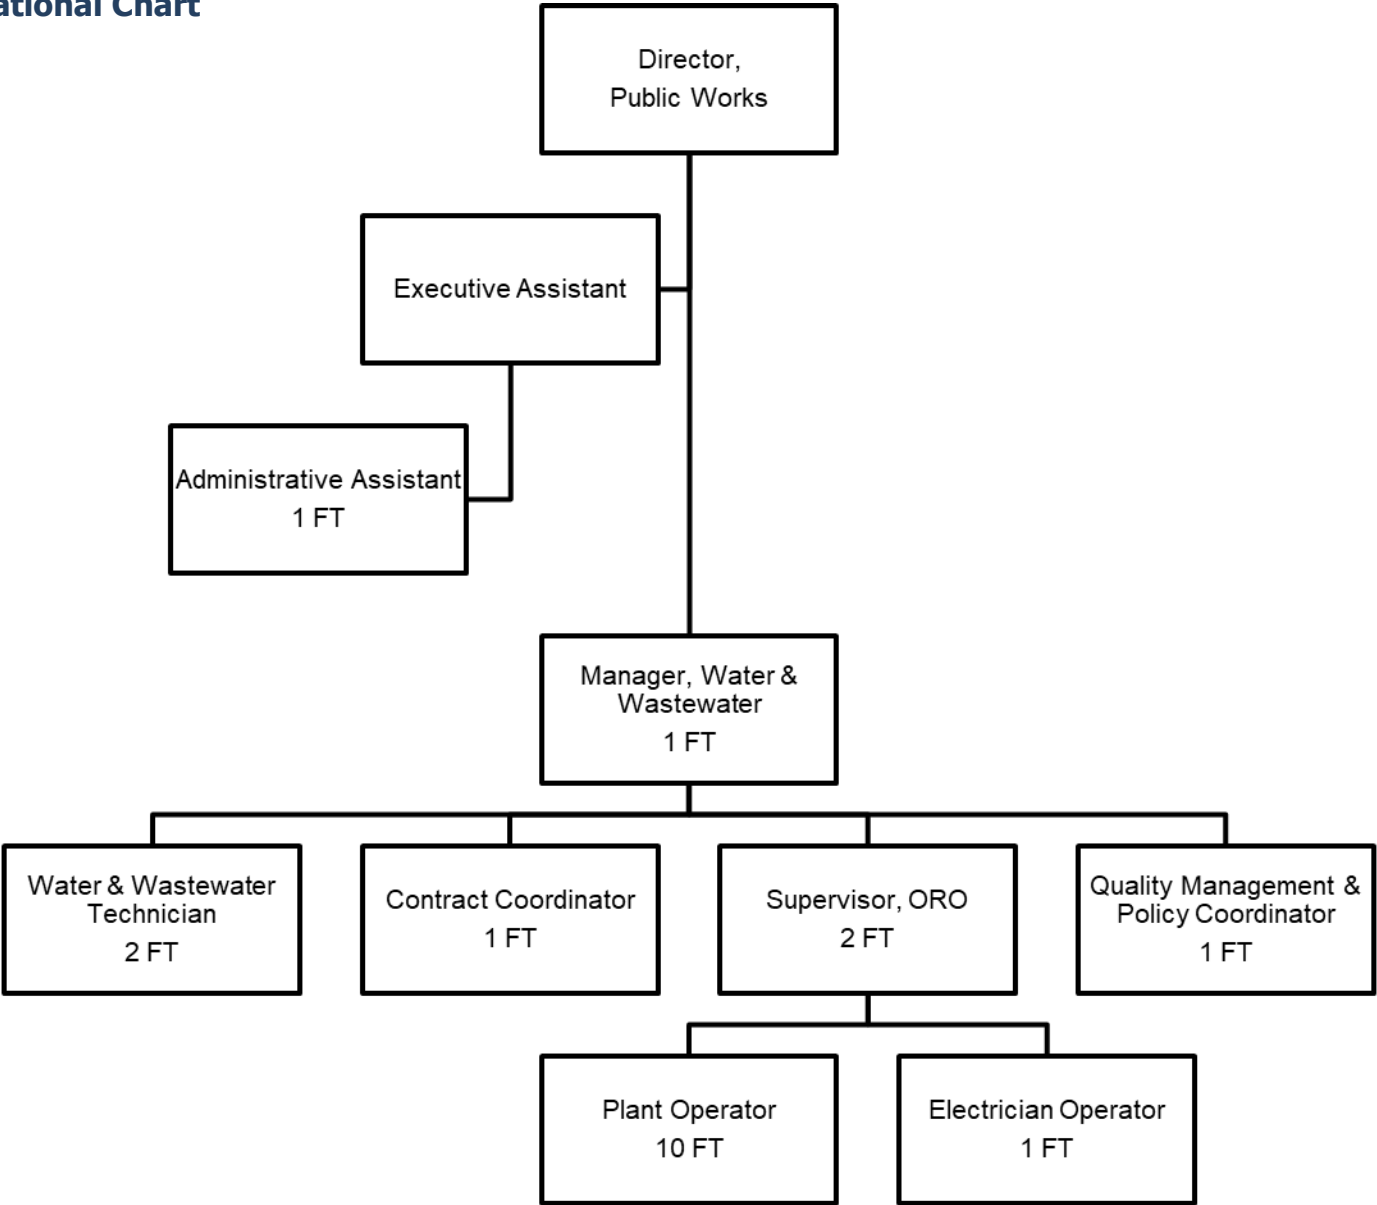 ational Chart
Director,
Public Works
Executive Assistant
Administrative Assistant
1 FT
Manager, Water &
Wastewater
1 FT
Water & Wastewater
Technician
2 FT
Contract Coordinator
1 FT
Supervisor, ORO
2 FT
Quality Management &
Policy Coordinator
1 FT
Plant Operator
10 FT
Electrician Operator
1 FT